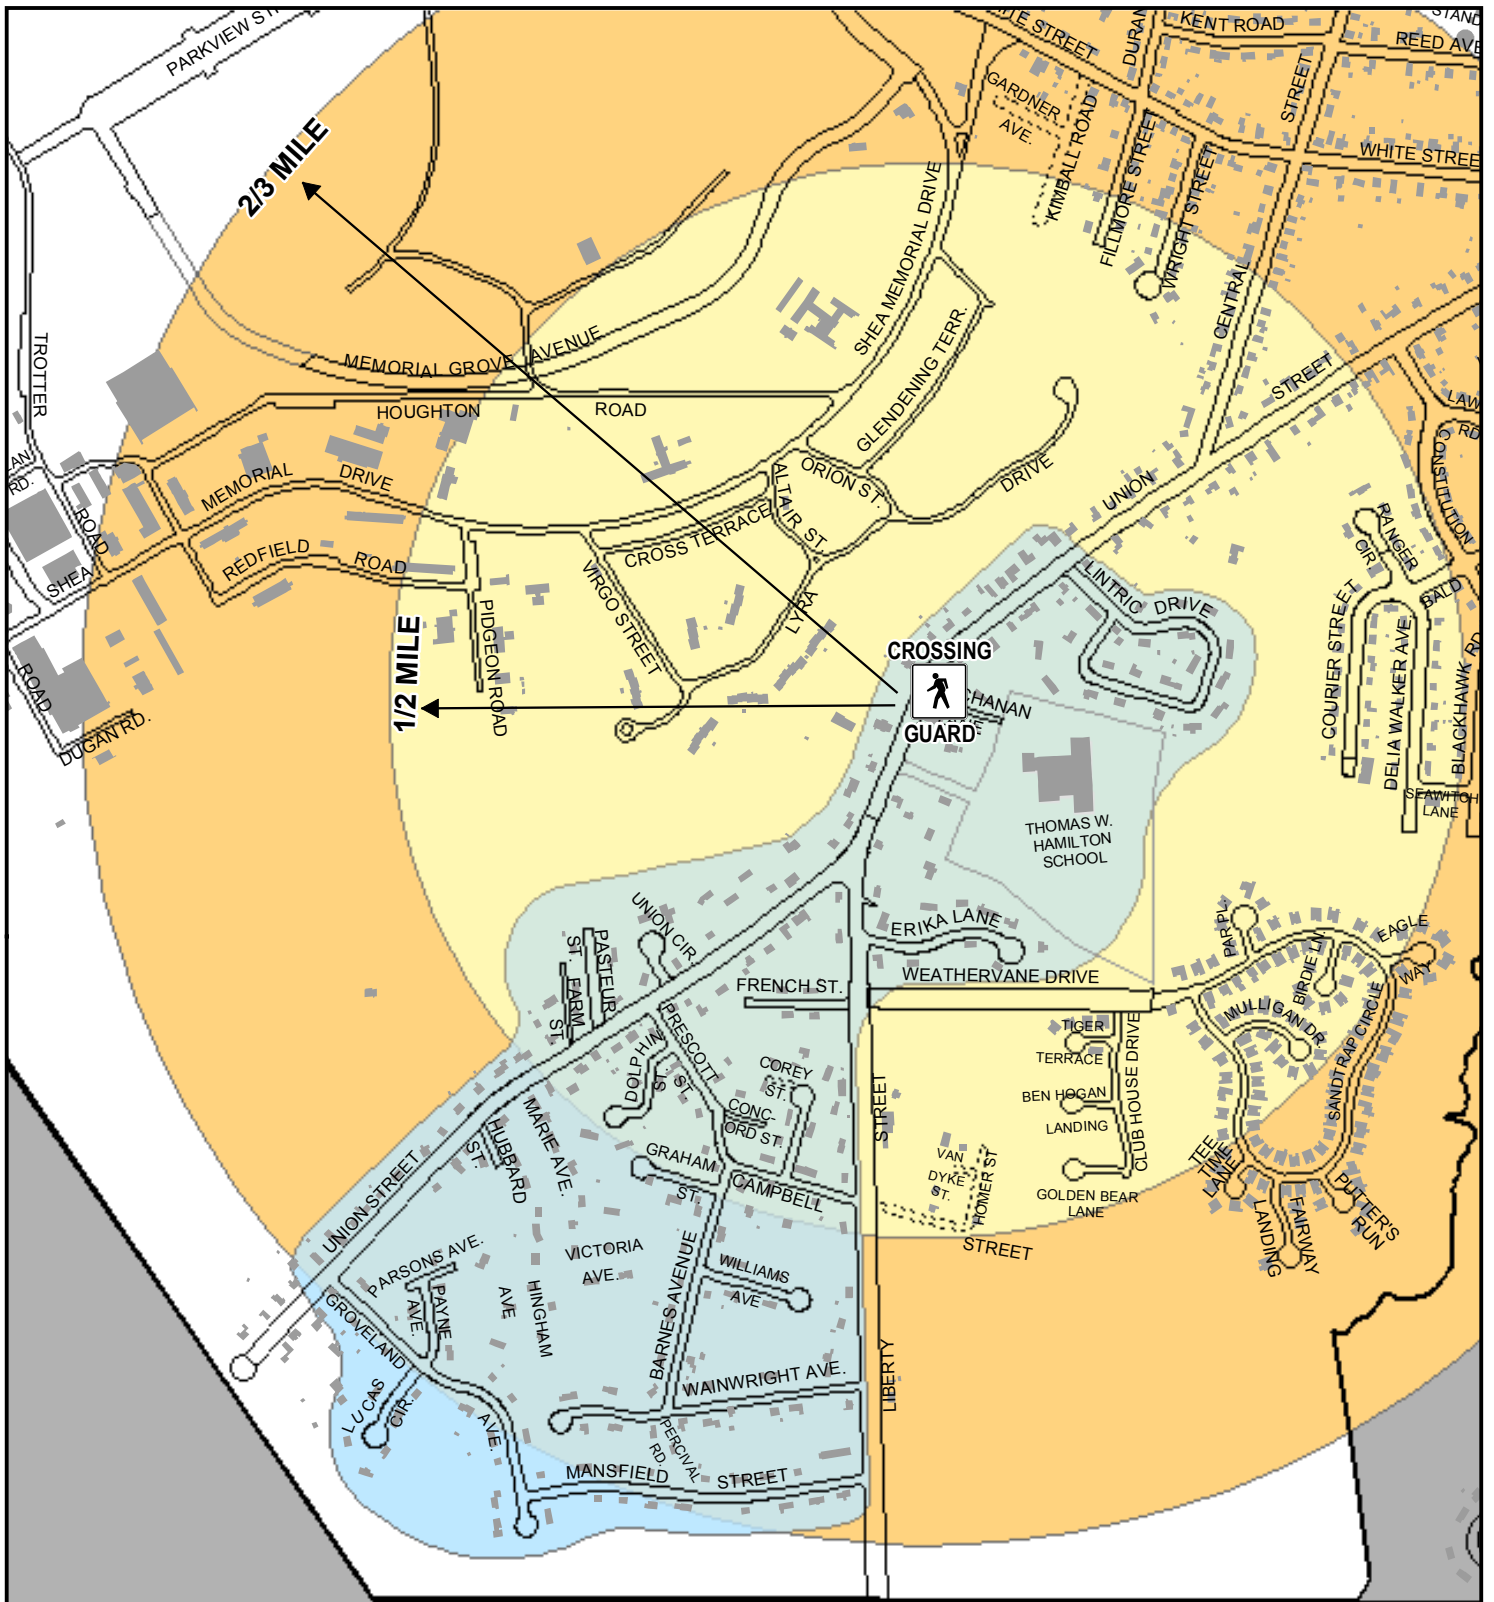 PARKVIEW
KENT ROAD
REED AVE
STREET
GARDNER
AVE.
KIMBALL ROAD
FILLMORE STREET
WRIGHT STREET
STREET
WHITE STREE
CENTRAL
2/3 MILE
SHEA MEMORIAL DRIVE
GLENDENING TERR.
TROTTER
MEMORIAL GROVE AVENUE
HOUGHTON
ROAD
STREET
LAW
RD
CONSTITUTION
RD.
ROAD
MEMORIAL
DRIVE
ORION ST.
DRIVE
UNION
ALTAIR ST
CROSS TERRACE
SHEA
REDFIELD
ROAD
VIRGO STREET
LYRA
LINTRIC DRIVE
RANGER
CIR.
BALD
PIDGEON ROAD
COURIER STREET
DELIA WALKER AVE
BLACKHAWK
RD
1/2 MILE
CROSSING
GUARD
CHANAN
ROAD
DUGAN RD.
SEAWITCH
LANE
THOMAS W.
HAMILTON
SCHOOL
UNION CIR.
ERIKA LANE
PAR PL.
EAGLE
WAY
BIRDIE LN.
PASTEUR
ST.
FARM
ST
FRENCH ST.
WEATHERVANE DRIVE
MULLIGAN DR.
SANDTRAP CIRCLE
PRESCOTT
ST.
DOLPHIN
ST.
COREY
ST.
TIGER
TERRACE
CLUB HOUSE DRIVE
BEN HOGAN
LANDING
CONC-
ORD ST.
STREET
MARIE AVE.
HUBBARD
ST.
GRAHAM
ST.
CAMPBELL
VAN
DYKE
ST.
HOMER ST
GOLDEN BEAR
LANE
TEE
TIME
LANE
PUTTER'S
RUN
FAIRWAY
LANDING
STREET
UNION STREET
PARSONS AVE.
VICTORIA
AVE.
WILLIAMS
AVE
BARNES AVENUE
HINGHAM
AVE
PAYNE
AVE.
GROVELAND
AVE.
LIBERTY
WAINWRIGHT AVE.
LUCAS
CIR.
PERCIVAL
RD.
MANSFIELD
STREET